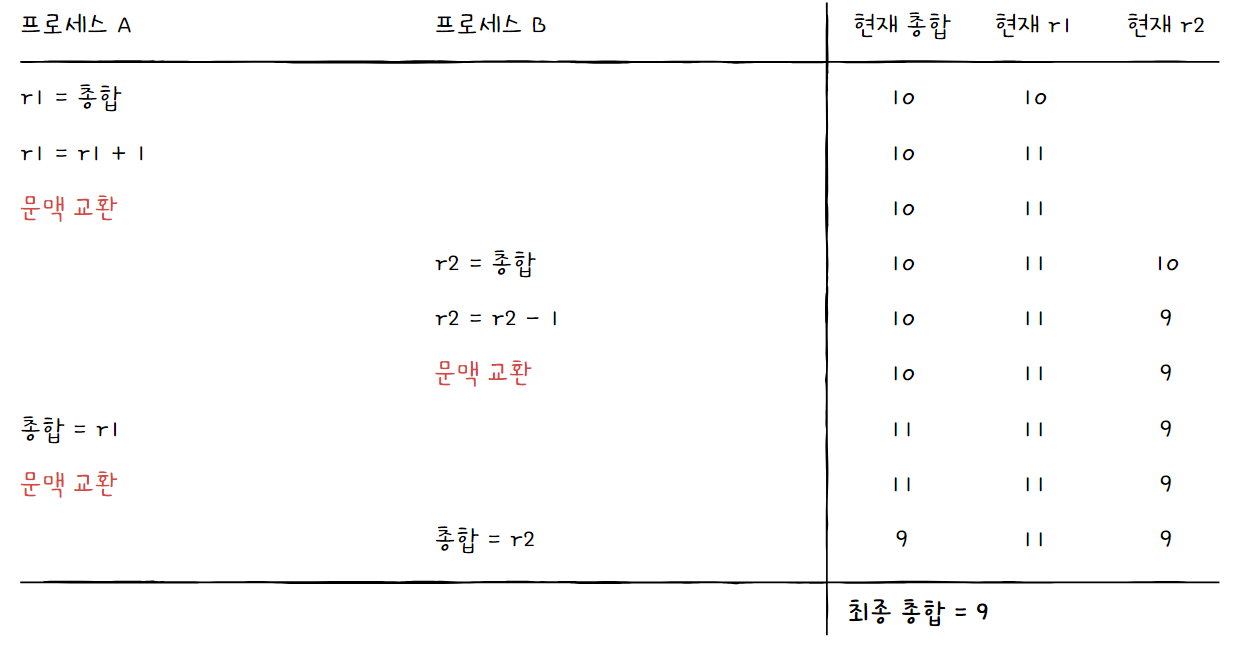 프로세스 A 프로세스 B 현재 총합 현재 r1 현재 r2
r1 = 총합 10 10
r1 = r1 + 1 10 11
문맥 교환 10 11
r2 = 총합 10 11 10
r2 = r2 - 1 10 11 9
문맥 교환 10 11 9
총합 = r1 11 11 9
문맥 교환 11 11 9
총합 = r2 9 11 9
최종 총합 = 9